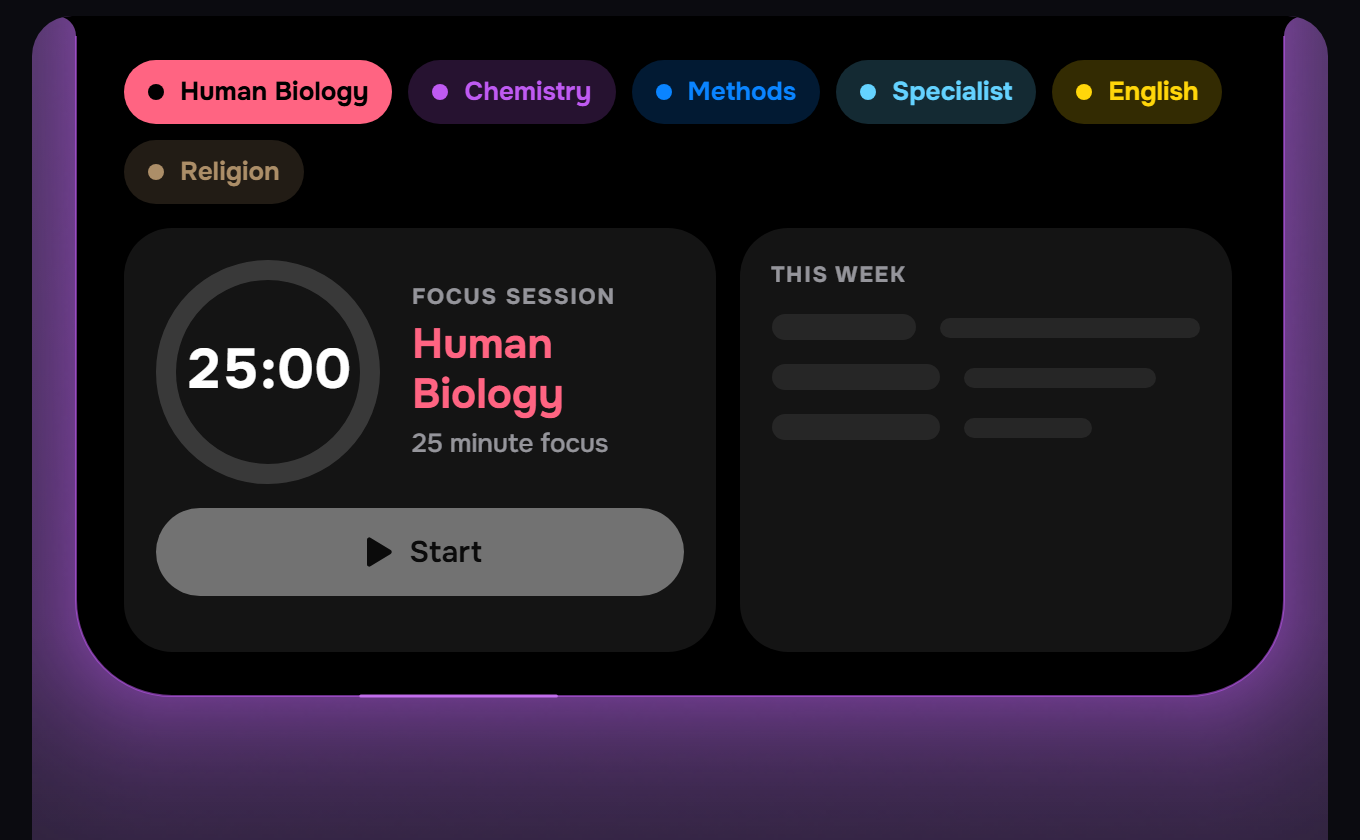 Human Biology
Chemistry
Methods
Specialist
English
Religion
25:00
FOCUS SESSION
Human
Biology
25 minute focus
Start
THIS WEEK